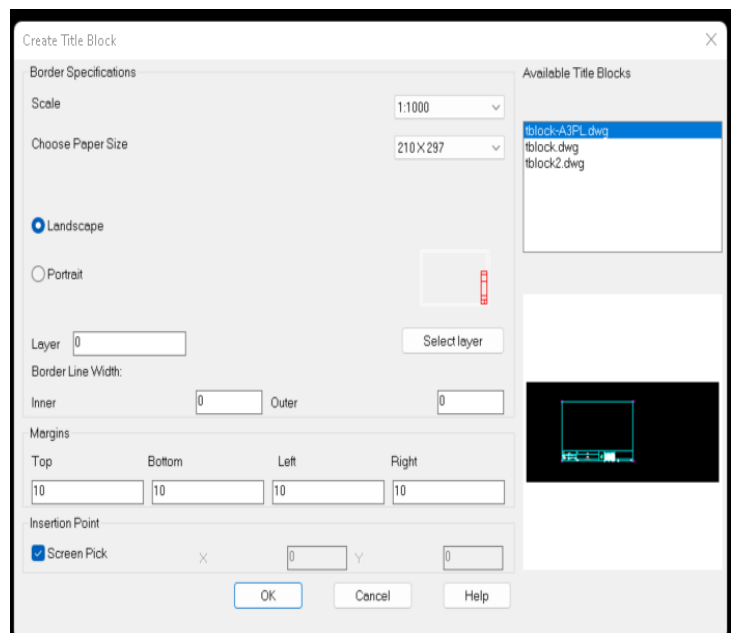 Create Title Block
Border Specifications
Scale
1:1000
Choose Paper Size
210 X 297
Landscape
Portrait
Layer 0
Select layer
Border Line Width:
Inner 0 Outer 0
Margins
Top Bottom Left Right
10 10 10 10
Insertion Point
Screen Pick X 0 Y 0
OK Cancel Help
Available Title Blocks
tblock-A3PL.dwg
tblock.dwg
tblock2.dwg